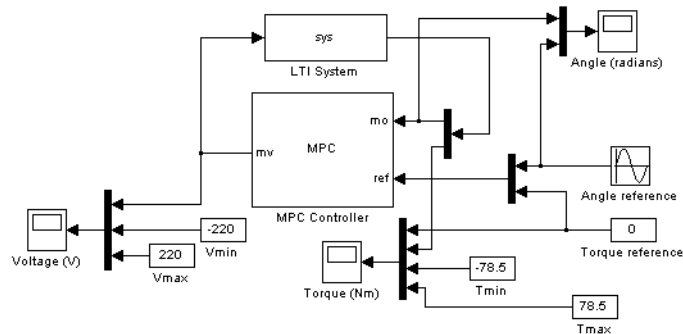 sys
LTI System
Angle (radians)
mo
MPC
mv
ref
MPC Controller
Angle reference
-220
Vmin
Voltage (V)
220
Vmax
0
Torque reference
-78.5
Tmin
Torque (Nm)
78.5
Tmax